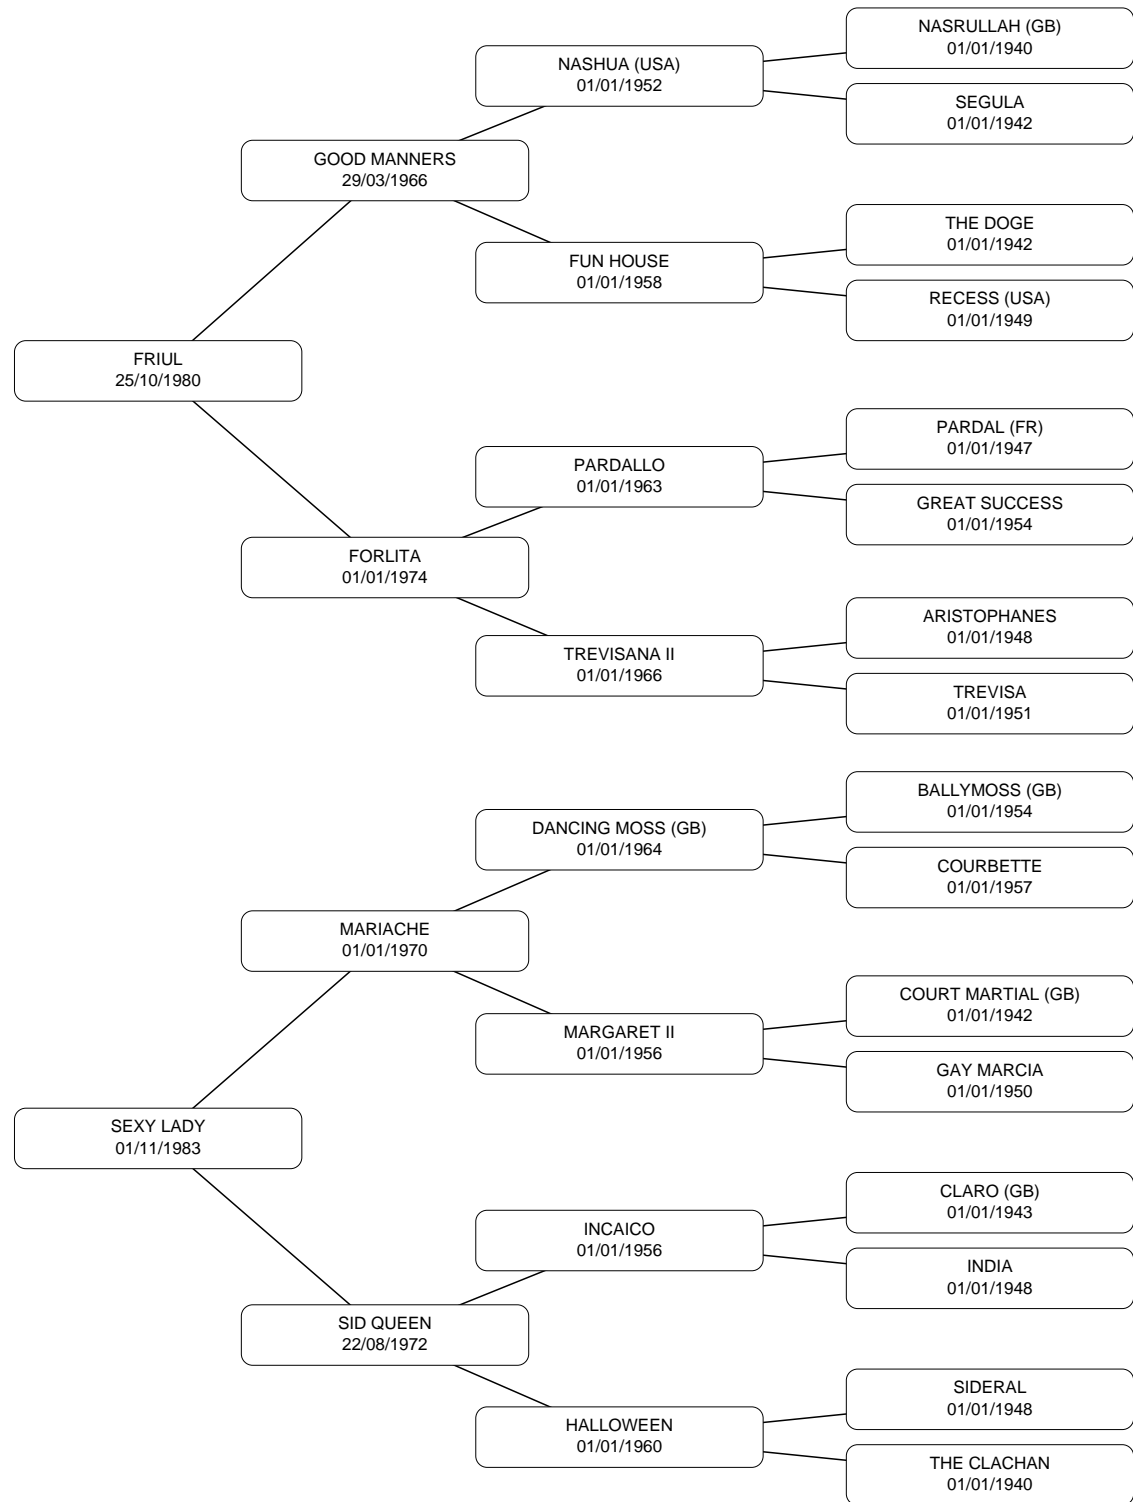 NASRULLAH (GB)
01/01/1940
NASHUA (USA)
01/01/1952
SEGULA
01/01/1942
GOOD MANNERS
29/03/1966
THE DOGE
01/01/1942
FUN HOUSE
01/01/1958
RECESS (USA)
01/01/1949
FRIUL
25/10/1980
PARDAL (FR)
01/01/1947
PARDALLO
01/01/1963
GREAT SUCCESS
01/01/1954
FORLITA
01/01/1974
ARISTOPHANES
01/01/1948
TREVISANA II
01/01/1966
TREVISA
01/01/1951
BALLYMOSS (GB)
01/01/1954
DANCING MOSS (GB)
01/01/1964
COURBETTE
01/01/1957
MARIACHE
01/01/1970
COURT MARTIAL (GB)
01/01/1942
MARGARET II
01/01/1956
GAY MARCIA
01/01/1950
SEXY LADY
01/11/1983
CLARO (GB)
01/01/1943
INCAICO
01/01/1956
INDIA
01/01/1948
SID QUEEN
22/08/1972
SIDERAL
01/01/1948
HALLOWEEN
01/01/1960
THE CLACHAN
01/01/1940